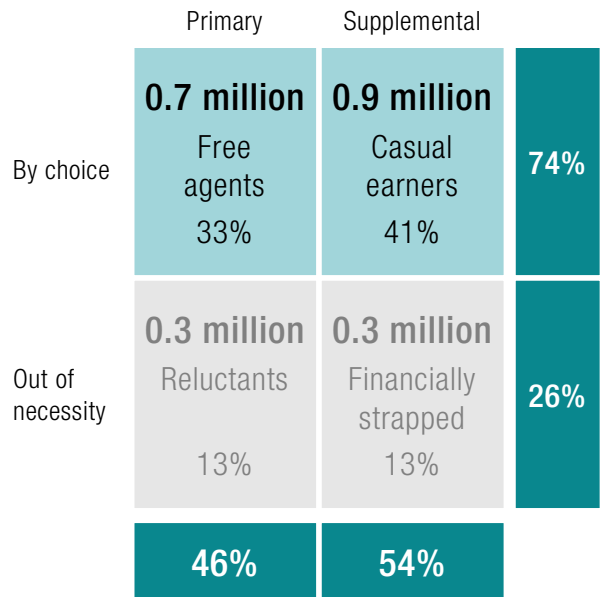 Primary
Supplemental
By choice
0.7 million
Free
agents
33%
0.9 million
Casual
earners
41%
74%
Out of
necessity
0.3 million
Reluctants
13%
0.3 million
Financially
strapped
13%
26%
46%
54%